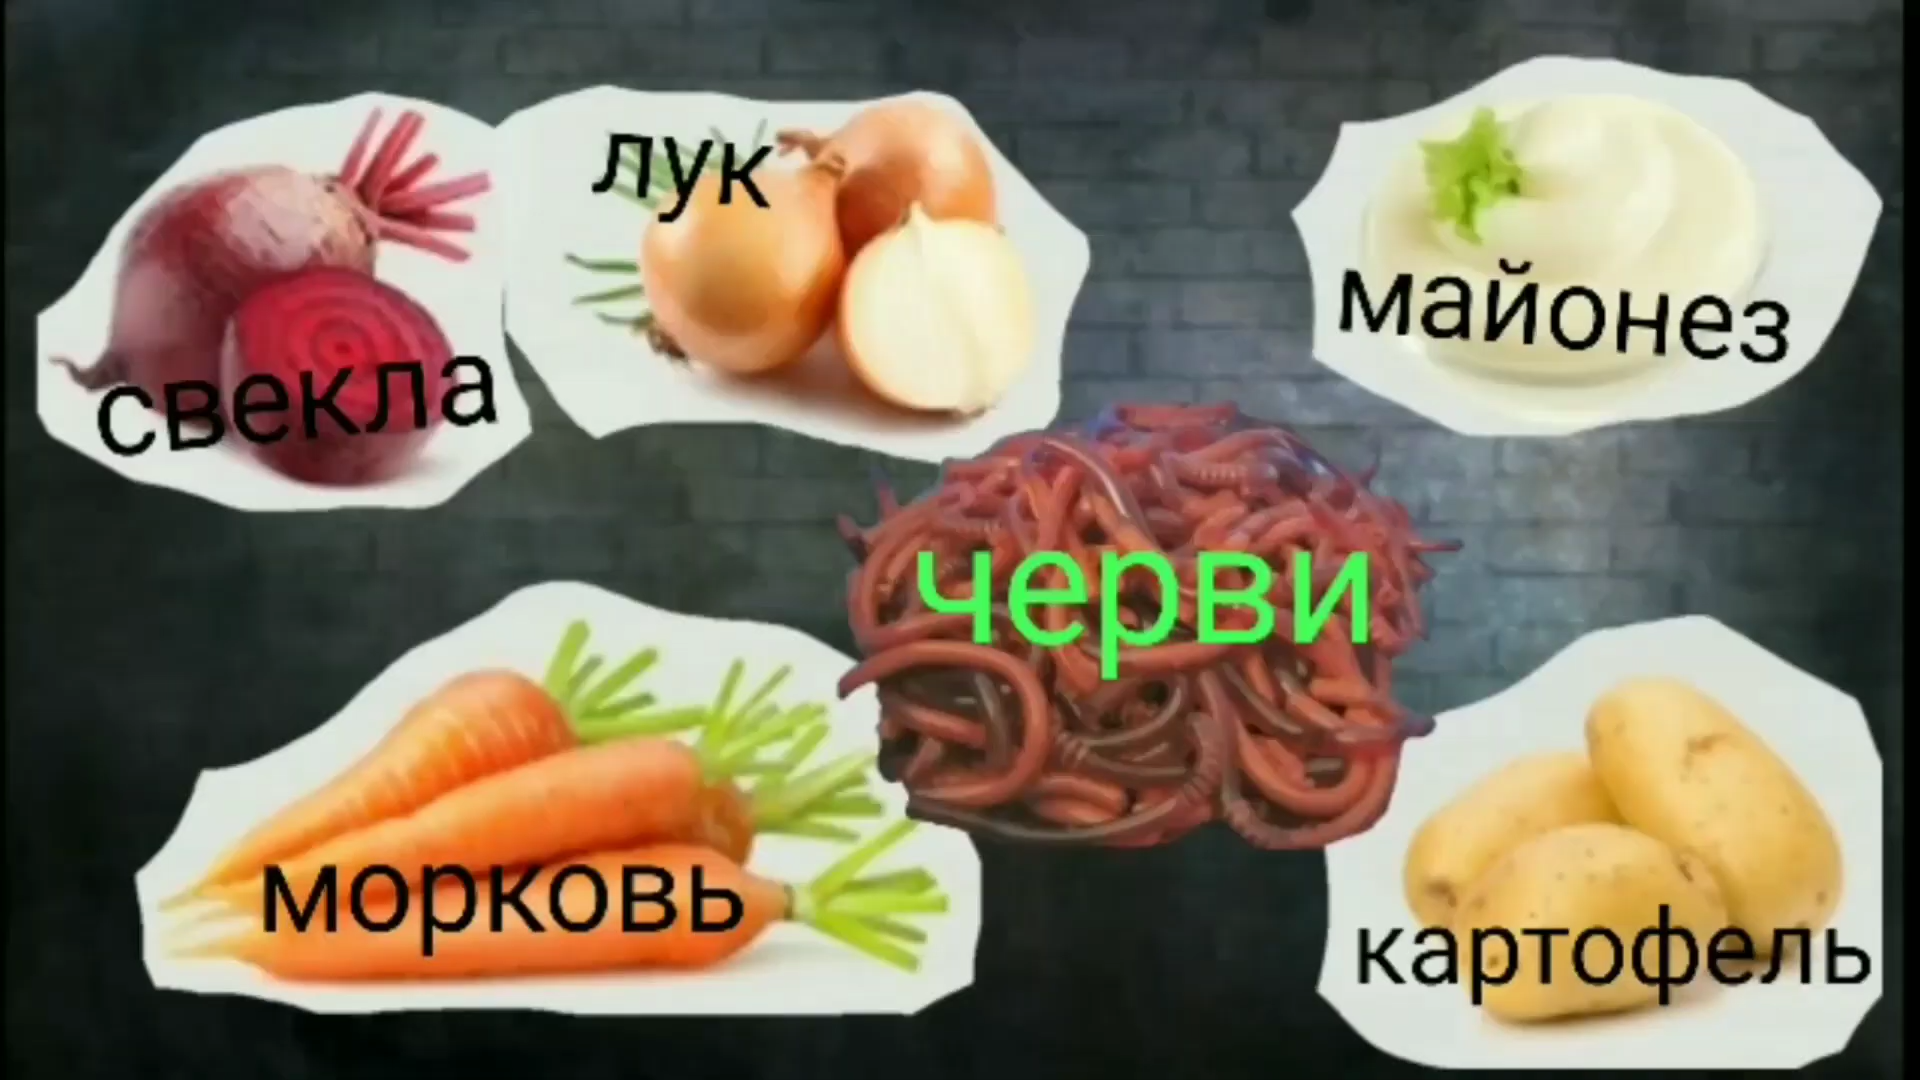 лук
свекла
майонез
черви
морковь
картофель